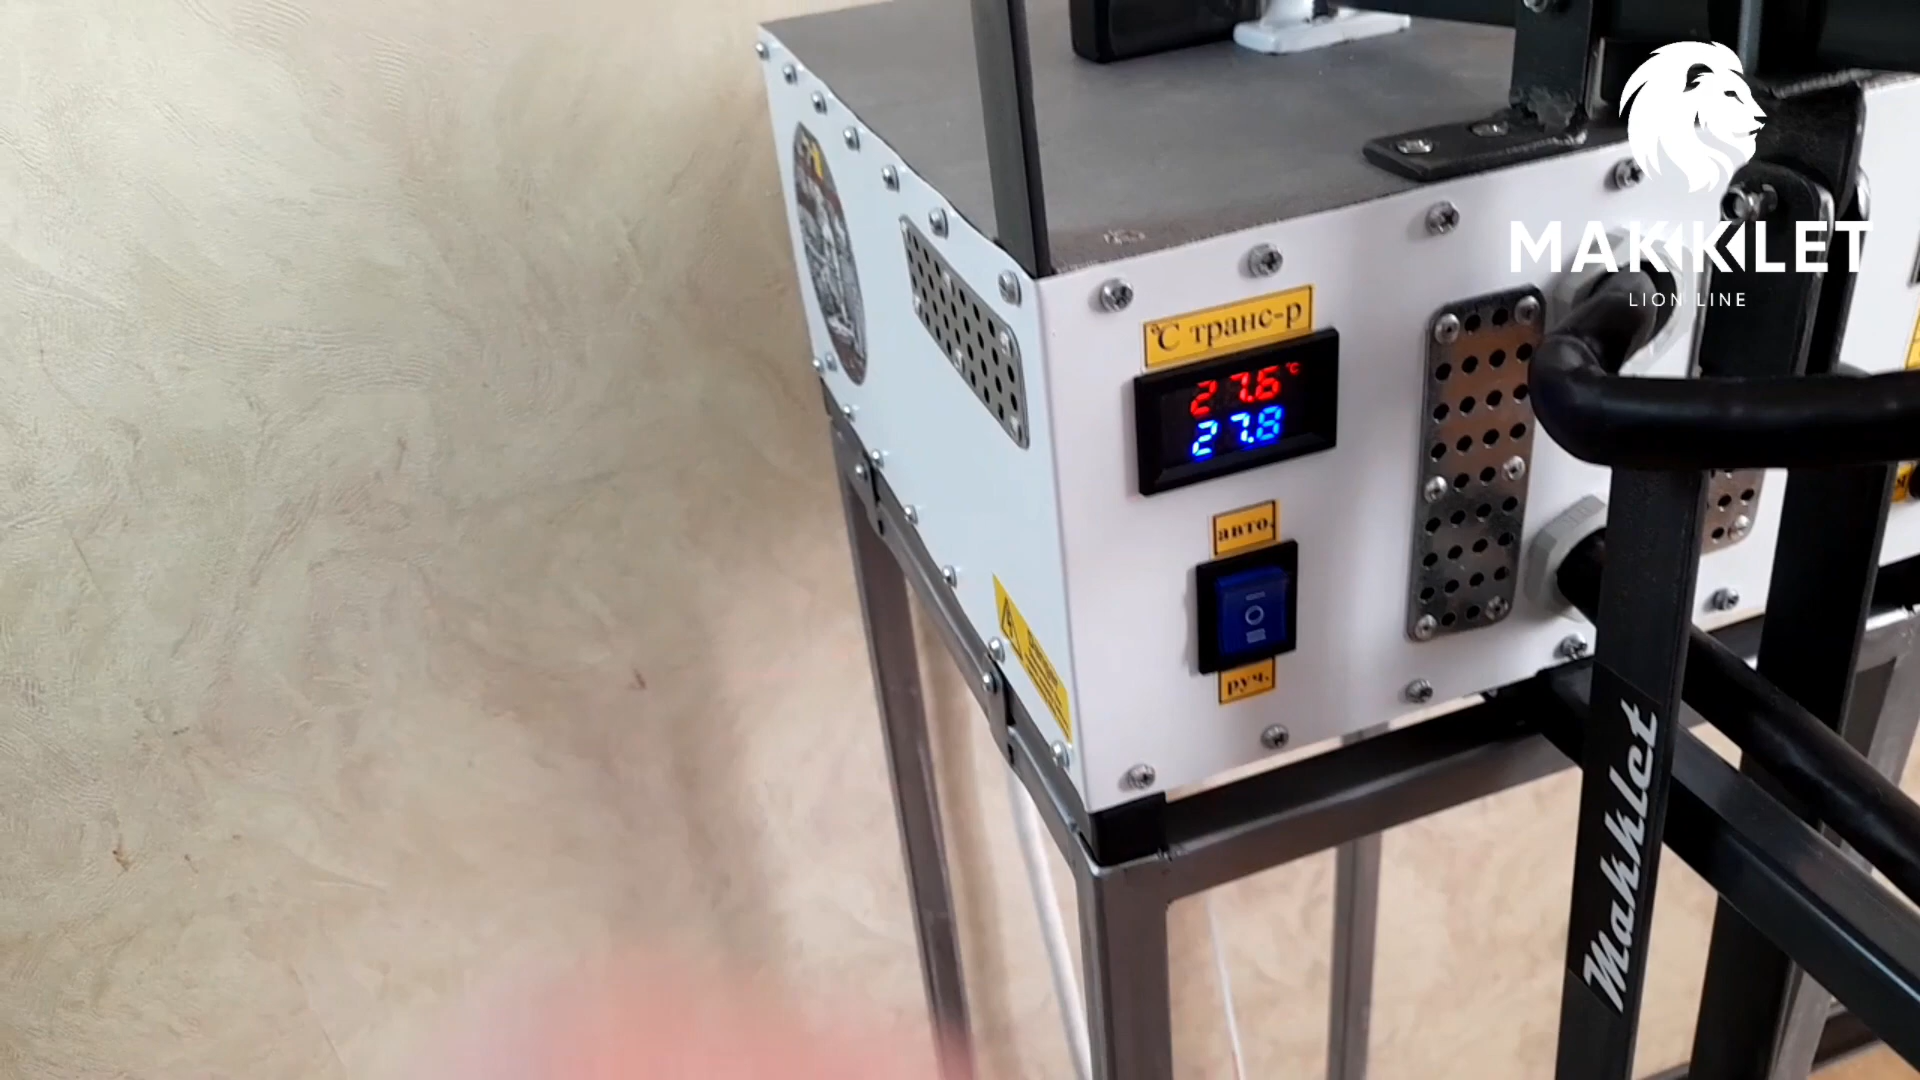 MAKKLET
LION LINE
°C транс-р
27.6°C
27.8
авто.
руч.
Makklet